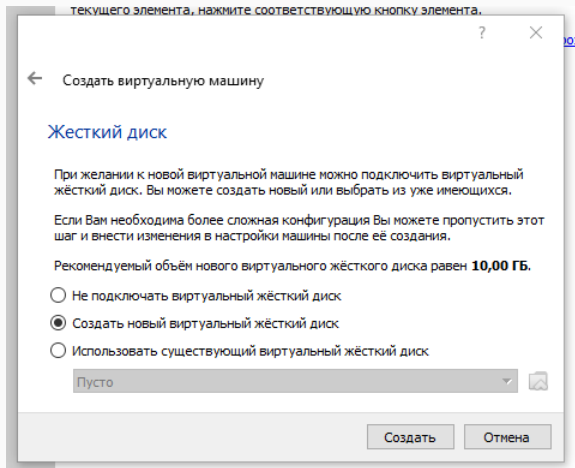 текущего элемента, нажмите соответствующую кнопку элемента.
?
Создать виртуальную машину
Жесткий диск
При желании к новой виртуальной машине можно подключить виртуальный
жёсткий диск. Вы можете создать новый или выбрать из уже имеющихся.
Если Вам необходима более сложная конфигурация Вы можете пропустить этот
шаг и внести изменения в настройки машины после её создания.
Рекомендуемый объём нового виртуального жёсткого диска равен 10,00 ГБ.
Не подключать виртуальный жёсткий диск
Создать новый виртуальный жёсткий диск
Использовать существующий виртуальный жёсткий диск
Пусто
Создать Отмена